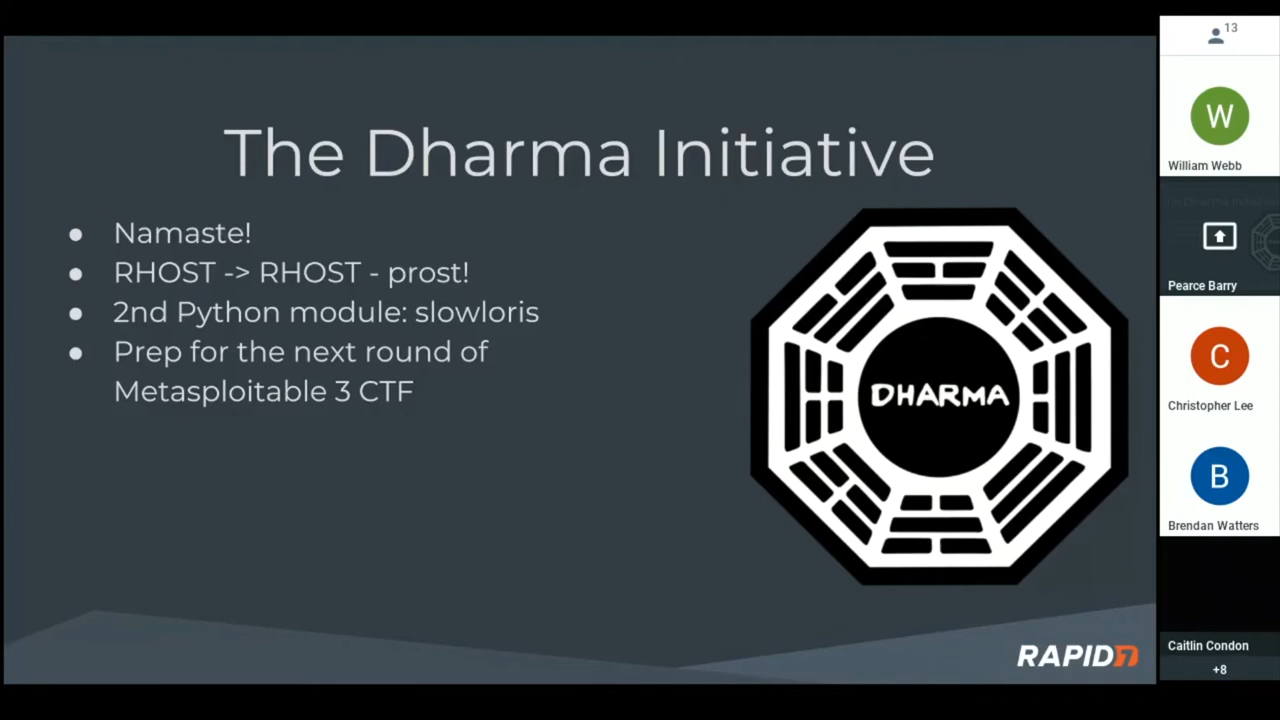 The Dharma Initiative
● Namaste!
● RHOST -> RHOST - prost!
● 2nd Python module: slowloris
● Prep for the next round of
Metasploitable 3 CTF
DHARMA
RAPID7
13
W
William Webb
Pearce Barry
C
Christopher Lee
B
Brendan Watters
Caitlin Condon
+8